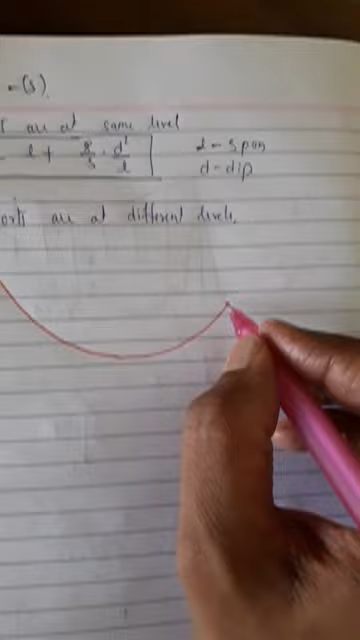 = (s)
are at same level
l + 8/3 . d²/l l - span
d - dip
are at different levels.